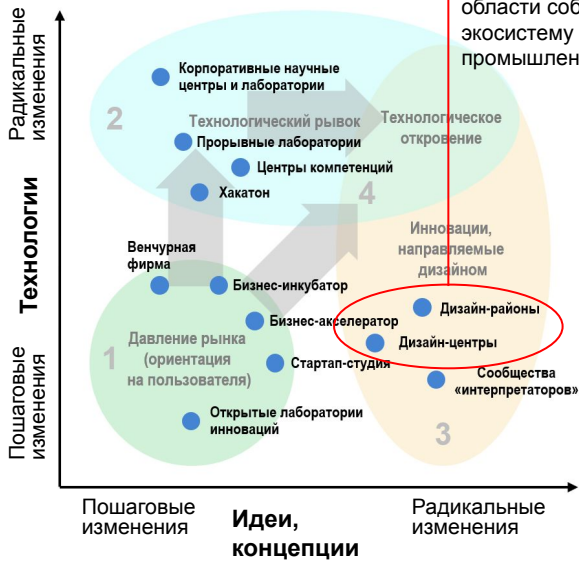 области соб
экосистему
промышлен
Радикальные
изменения
Технологии
Пошаговые
изменения
Корпоративные научные
центры и лаборатории
2
Технологический рывок
Технологическое
откровение
Прорывные лаборатории
Центры компетенций
4
Хакатон
Инновации,
направляемые
дизайном
Венчурная
фирма
Бизнес-инкубатор
Дизайн-районы
Бизнес-акселератор
Дизайн-центры
1
Давление рынка
(ориентация
на пользователя)
Стартап-студия
Сообщества
«интерпретаторов»
Открытые лаборатории
инноваций
3
Пошаговые
изменения
Идеи,
концепции
Радикальные
изменения